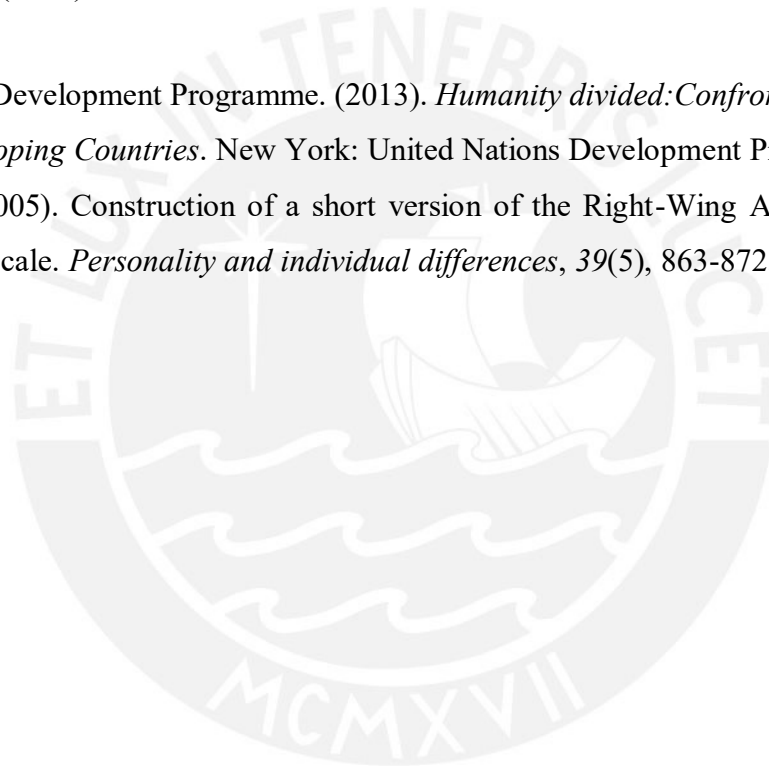 Development Programme. (2013). Humanity divided:Confron
oping Countries. New York: United Nations Development P
005). Construction of a short version of the Right-Wing A
cale. Personality and individual differences, 39(5), 863-872
ET LUX IN TENEBRIS LUCET
MCMXVII